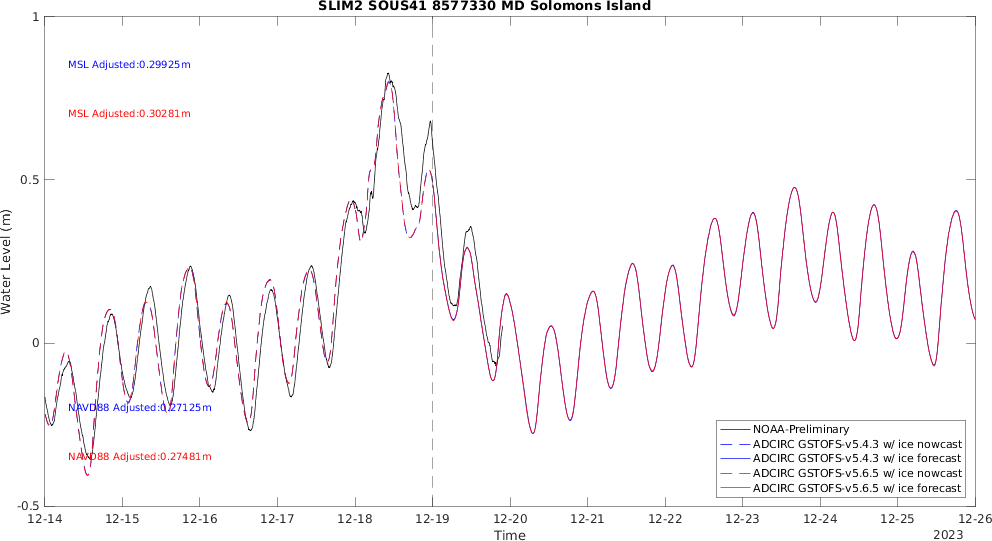 SLIM2 SOUS41 8577330 MD Solomons Island
1
MSL Adjusted:0.29925m
MSL Adjusted:0.30281m
0.5
Water Level (m)
0
NAVD88 Adjusted:0.27125m
NAVD88 Adjusted:0.27481m
-0.5
NOAA-Preliminary
ADCIRC GSTOFS-v5.4.3 w/ ice nowcast
ADCIRC GSTOFS-v5.4.3 w/ ice forecast
ADCIRC GSTOFS-v5.6.5 w/ ice nowcast
ADCIRC GSTOFS-v5.6.5 w/ ice forecast
12-14 12-15 12-16 12-17 12-18 12-19 12-20 12-21 12-22 12-23 12-24 12-25 12-26
Time
2023